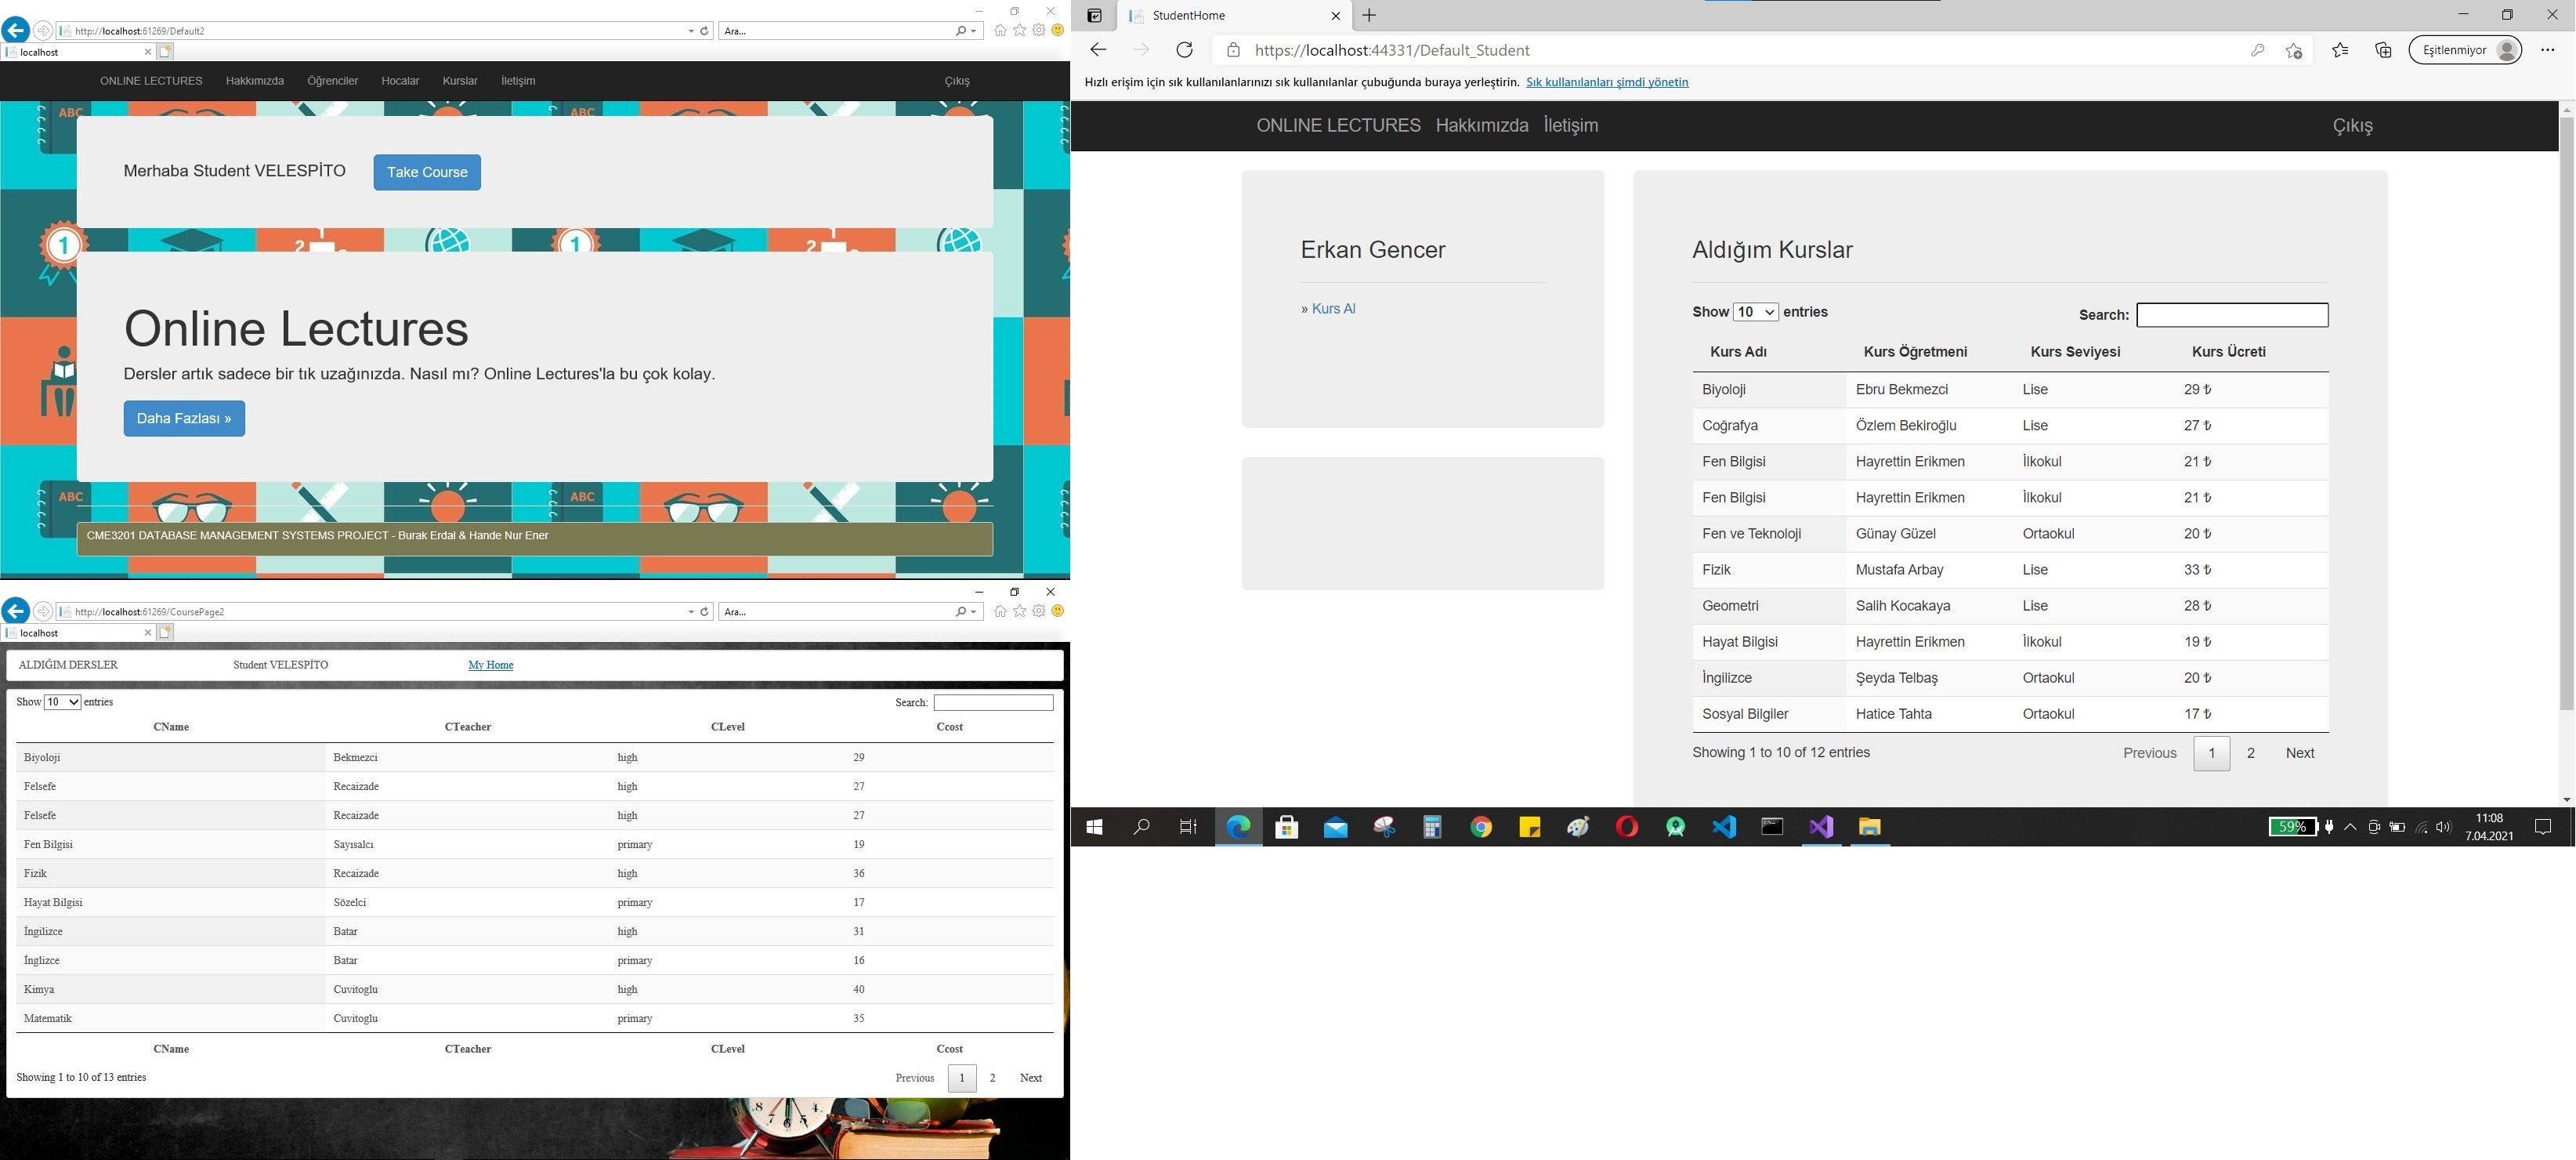 http://localhost:61269/Default2
Ara...
localhost
ONLINE LECTURES Hakkımızda Öğrenciler Hocalar Kurslar İletişim Çıkış
ABC
ABC
Merhaba Student VELESPİTO Take Course
1
2
1
2
Online Lectures
Dersler artık sadece bir tık uzağınızda. Nasıl mı? Online Lectures'la bu çok kolay.
Daha Fazlası »
ABC
ABC
CME3201 DATABASE MANAGEMENT SYSTEMS PROJECT - Burak Erdal & Hande Nur Ener
http://localhost:61269/CoursePage2
Ara...
localhost
ALDIĞIM DERSLER Student VELESPİTO My Home
Show 10 entries Search:
CName CTeacher CLevel Ccost
Biyoloji Bekmezci high 29
Felsefe Recaizade high 27
Felsefe Recaizade high 27
Fen Bilgisi Sayısalcı primary 19
Fizik Recaizade high 36
Hayat Bilgisi Sözelci primary 17
İngilizce Batar high 31
İnglizce Batar primary 16
Kimya Cuvitoglu high 40
Matematik Cuvitoglu primary 35
CName CTeacher CLevel Ccost
Showing 1 to 10 of 13 entries Previous 1 2 Next
8 7 6 5 4
StudentHome
https://localhost:44331/Default_Student
Eşitlenmiyor
Hızlı erişim için sık kullanılanlarınızı sık kullanılanlar çubuğunda buraya yerleştirin. Sık kullanılanları şimdi yönetin
ONLINE LECTURES Hakkımızda İletişim Çıkış
Erkan Gencer
» Kurs Al
Aldığım Kurslar
Show 10 entries Search:
Kurs Adı Kurs Öğretmeni Kurs Seviyesi Kurs Ücreti
Biyoloji Ebru Bekmezci Lise 29 ₺
Coğrafya Özlem Bekiroğlu Lise 27 ₺
Fen Bilgisi Hayrettin Erikmen İlkokul 21 ₺
Fen Bilgisi Hayrettin Erikmen İlkokul 21 ₺
Fen ve Teknoloji Günay Güzel Ortaokul 20 ₺
Fizik Mustafa Arbay Lise 33 ₺
Geometri Salih Kocakaya Lise 28 ₺
Hayat Bilgisi Hayrettin Erikmen İlkokul 19 ₺
İngilizce Şeyda Telbaş Ortaokul 20 ₺
Sosyal Bilgiler Hatice Tahta Ortaokul 17 ₺
Showing 1 to 10 of 12 entries Previous 1 2 Next
59%
11:08
7.04.2021